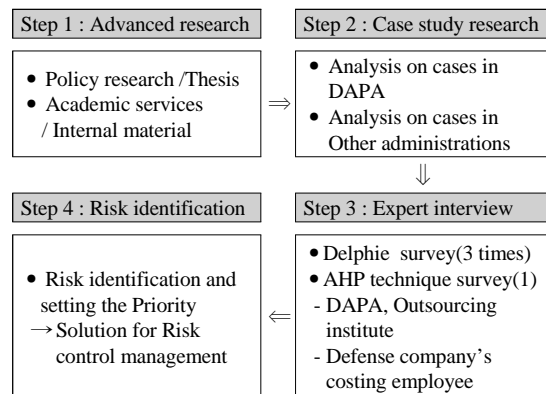 Step 1 : Advanced research
● Policy research /Thesis
● Academic services
/ Internal material
⇒
Step 2 : Case study research
● Analysis on cases in
DAPA
● Analysis on cases in
Other administrations
⇓
Step 3 : Expert interview
● Delphie survey(3 times)
● AHP technique survey(1)
- DAPA, Outsourcing
institute
- Defense company's
costing employee
⇐
Step 4 : Risk identification
● Risk identification and
setting the Priority
→ Solution for Risk
control management